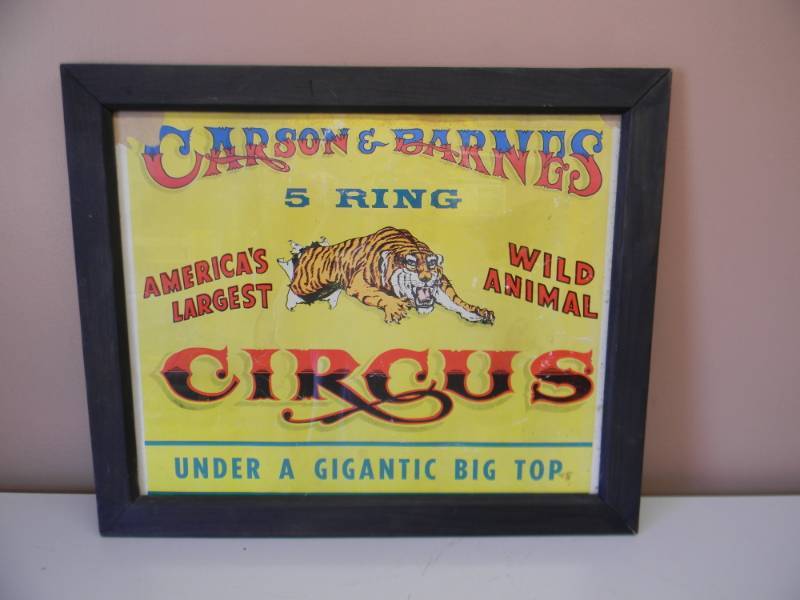 CARSON & BARNES
5 RING
AMERICA'S
LARGEST
WILD
ANIMAL
CIRCUS
UNDER A GIGANTIC BIG TOP